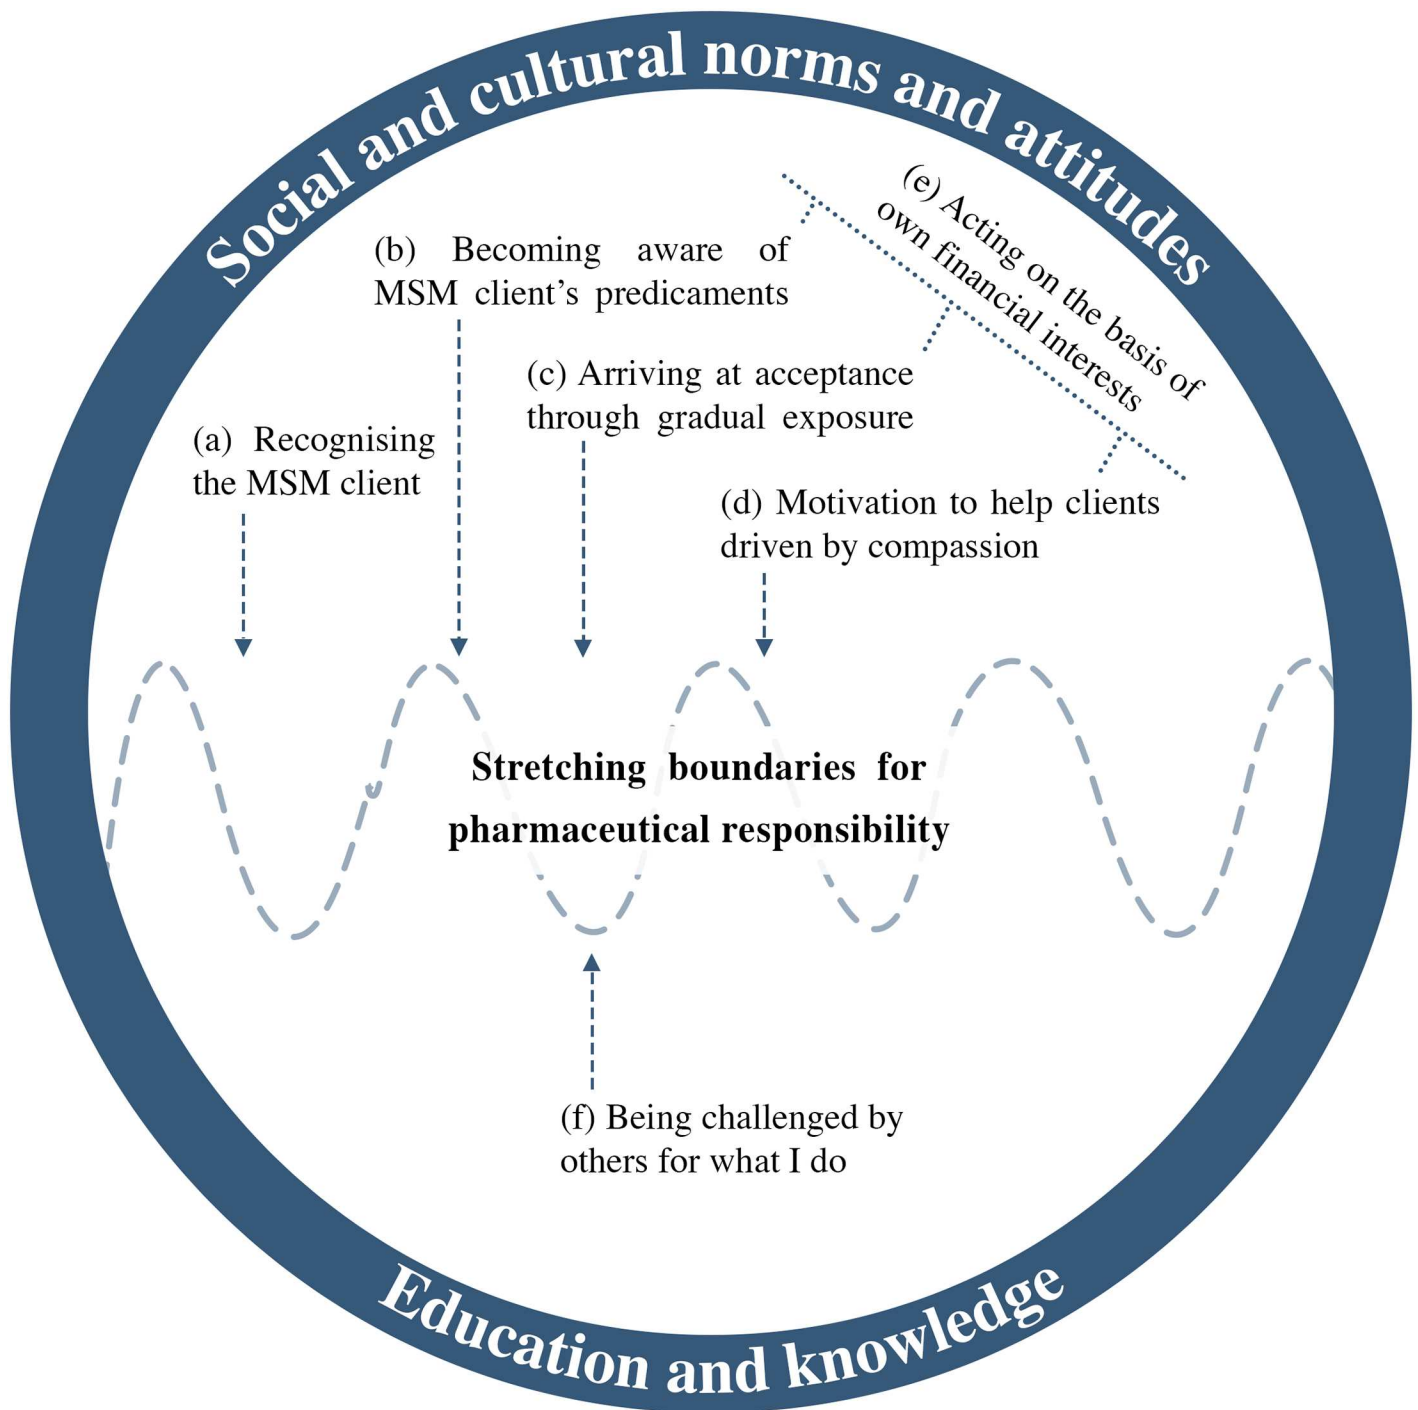 Social and cultural norms and attitudes
(e) Acting on the basis of
own financial interests
(b) Becoming aware of
MSM client’s predicaments
(c) Arriving at acceptance
through gradual exposure
(a) Recognising
the MSM client
(d) Motivation to help clients
driven by compassion
Stretching boundaries for
pharmaceutical responsibility
(f) Being challenged by
others for what I do
Education and knowledge